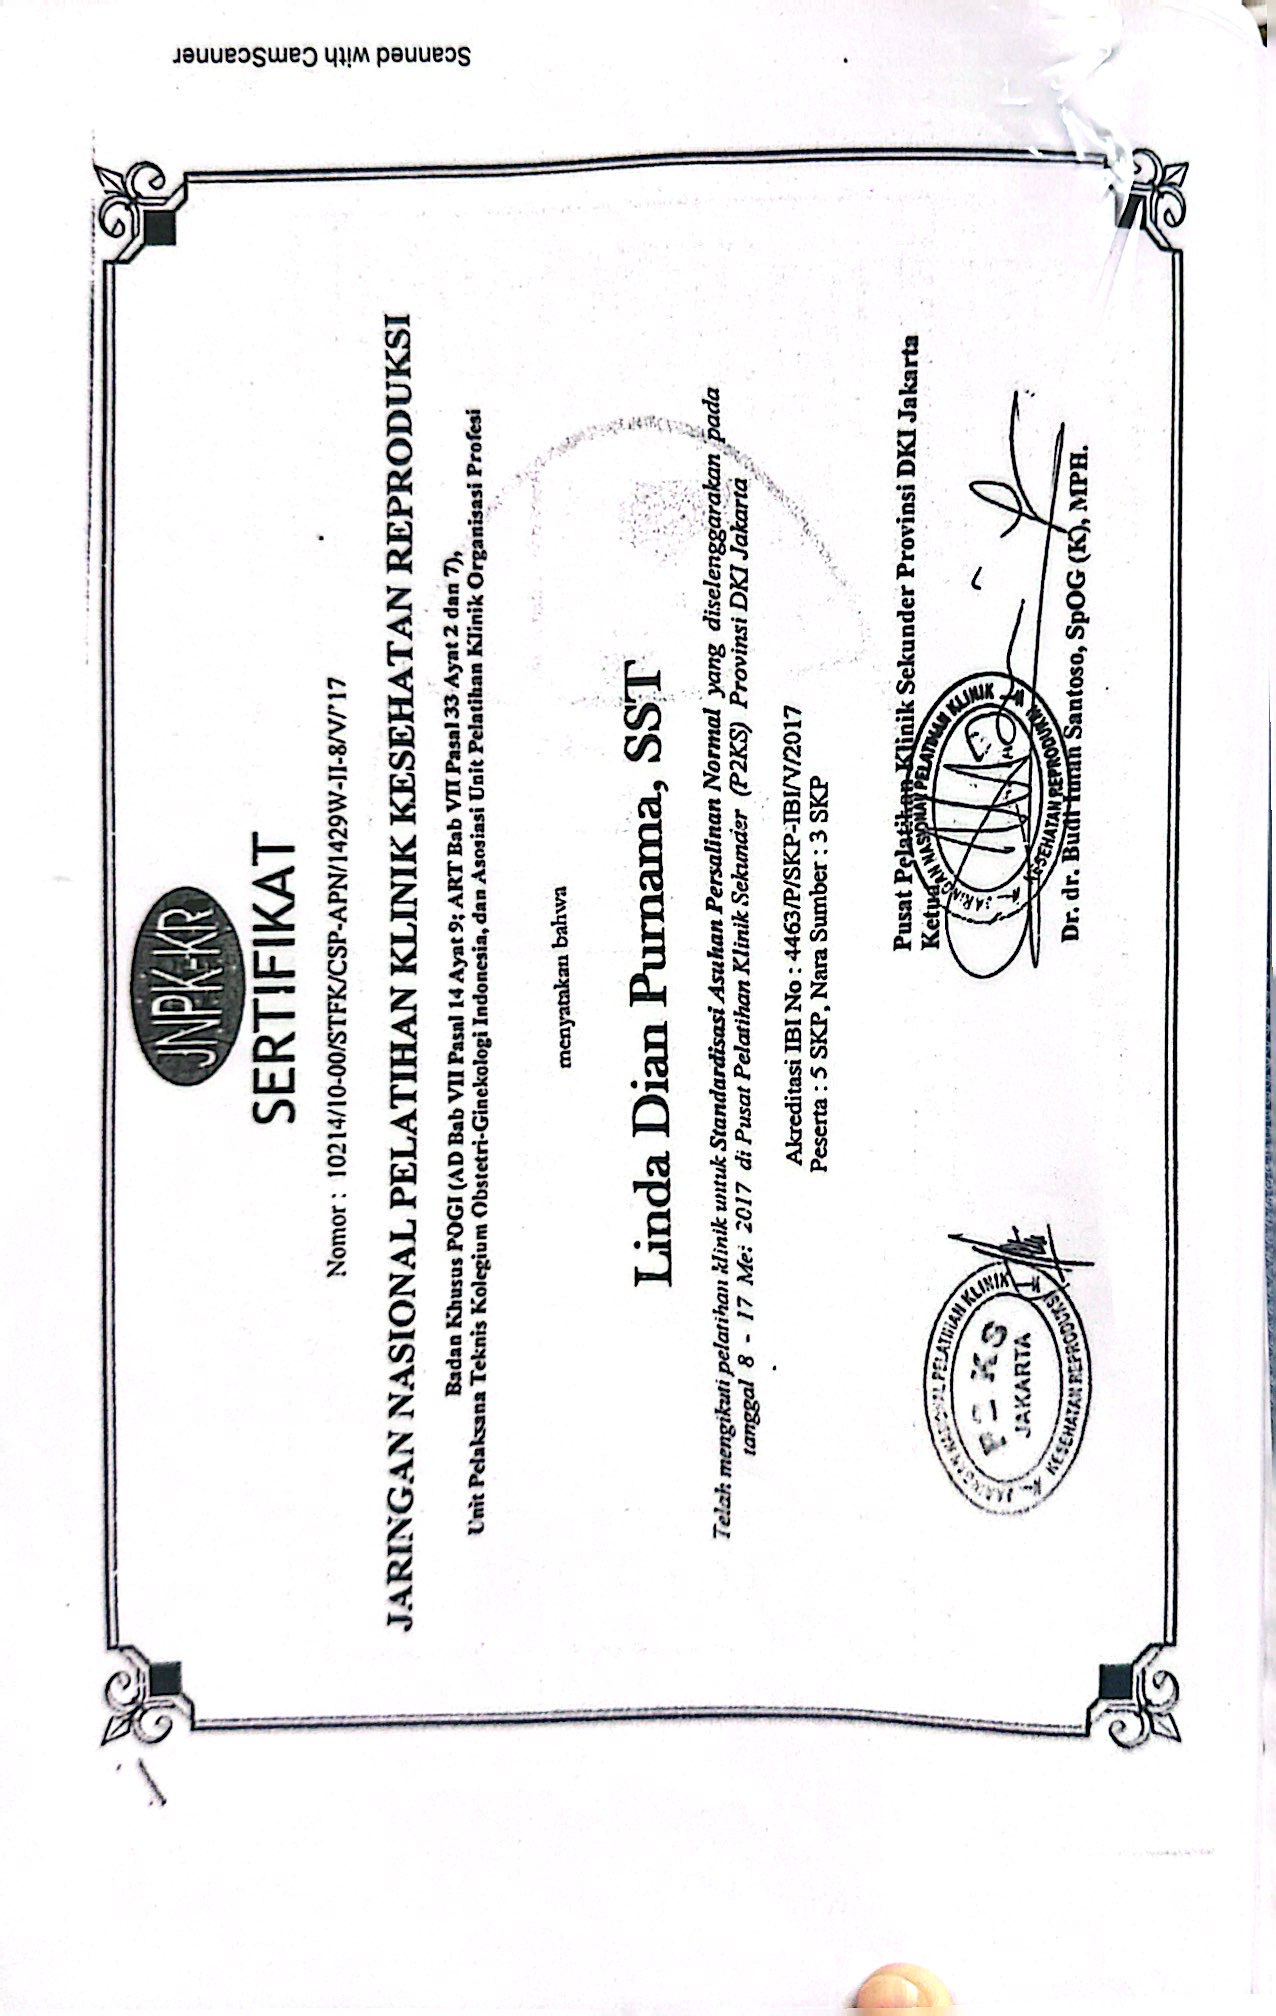 JNPK-KR
SERTIFIKAT
Nomor : 10214/10-00/STFK/CSP-APN/1429W-II-8/V/'17
JARINGAN NASIONAL PELATIHAN KLINIK KESEHATAN REPRODUKSI
Badan Khusus POGI (AD Bab VII Pasal 14 Ayat 9; ART Bab VII Pasal 33 Ayat 2 dan 7),
Unit Pelaksana Teknis Kolegium Obstetri-Ginekologi Indonesia, dan Asosiasi Unit Pelatihan Klinik Organisasi Profesi
menyatakan bahwa
Linda Dian Purnama, SST
Telah mengikuti pelatihan klinik untuk Standardisasi Asuhan Persalinan Normal yang diselenggarakan pada
tanggal 8 - 17 Mei 2017 di Pusat Pelatihan Klinik Sekunder (P2KS) Provinsi DKI Jakarta
Akreditasi IBI No : 4463/P/SKP-IBI/V/2017
Peserta : 5 SKP, Nara Sumber : 3 SKP
Pusat Pelatihan Klinik Sekunder Provinsi DKI Jakarta
Ketua
JARINGAN NASIONAL PELATIHAN KLINIK
KESEHATAN REPRODUKSI
Dr. dr. Budi Iman Santoso, SpOG (K), MPH.
JARINGAN NASIONAL PELATIHAN KLINIK
P2KS
JAKARTA
KESEHATAN REPRODUKSI
Scanned with CamScanner